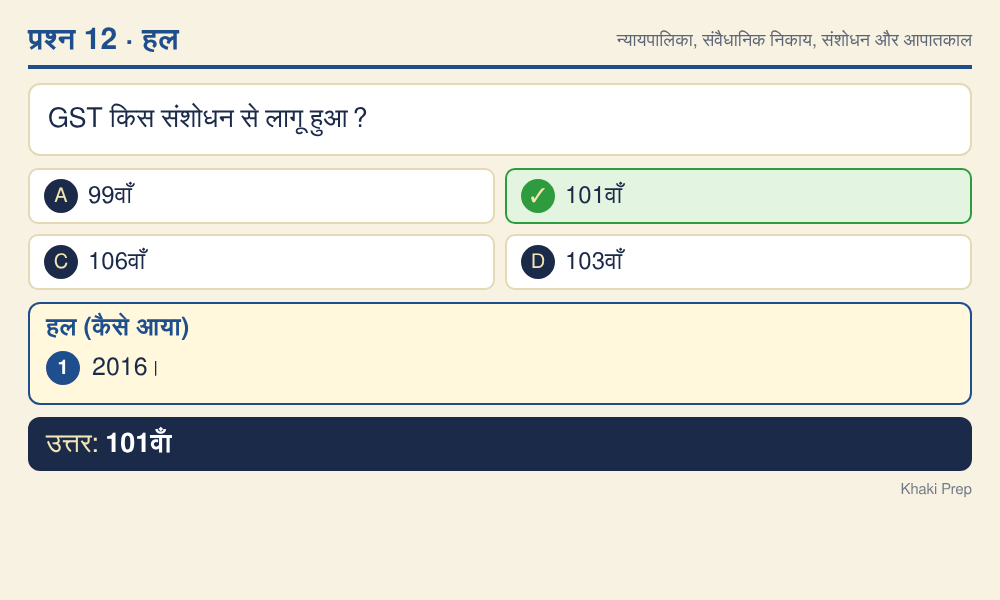 प्रश्न 12 · हल
न्यायपालिका, संवैधानिक निकाय, संशोधन और आपातकाल
GST किस संशोधन से लागू हुआ ?
A 99वाँ
✓ 101वाँ
C 106वाँ
D 103वाँ
हल (कैसे आया)
1 2016।
उत्तर: 101वाँ
Khaki Prep